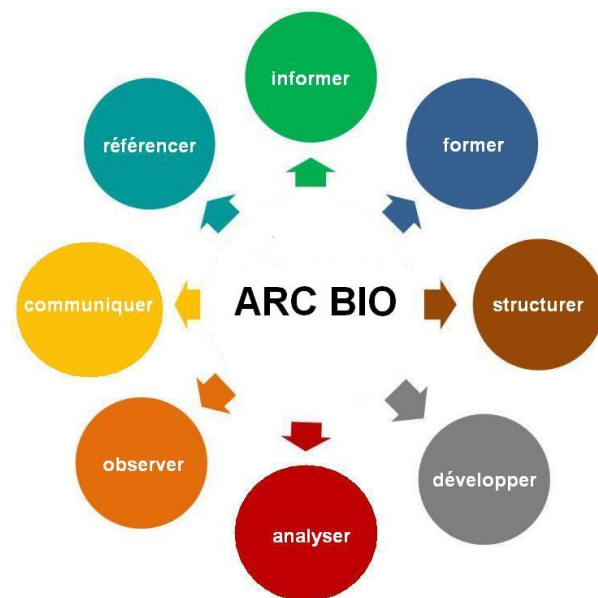 informer
référencer
former
communiquer
ARC BIO
structurer
observer
développer
analyser